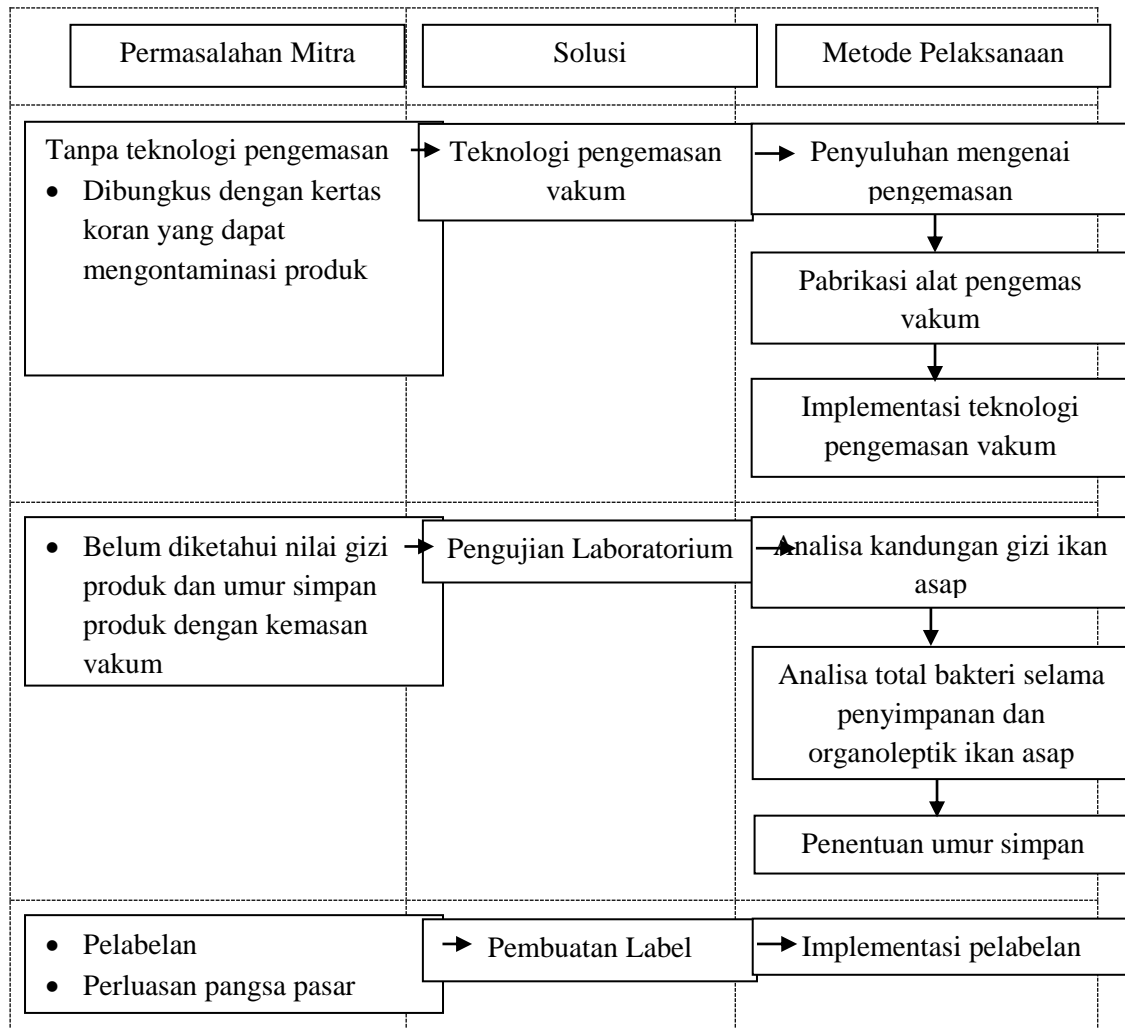 Permasalahan Mitra
Solusi
Metode Pelaksanaan
Tanpa teknologi pengemasan
• Dibungkus dengan kertas
koran yang dapat
mengontaminasi produk
Teknologi pengemasan
vakum
Penyuluhan mengenai
pengemasan
Pabrikasi alat pengemas
vakum
Implementasi teknologi
pengemasan vakum
• Belum diketahui nilai gizi
produk dan umur simpan
produk dengan kemasan
vakum
Pengujian Laboratorium
Analisa kandungan gizi ikan
asap
Analisa total bakteri selama
penyimpanan dan
organoleptik ikan asap
Penentuan umur simpan
• Pelabelan
• Perluasan pangsa pasar
Pembuatan Label
Implementasi pelabelan